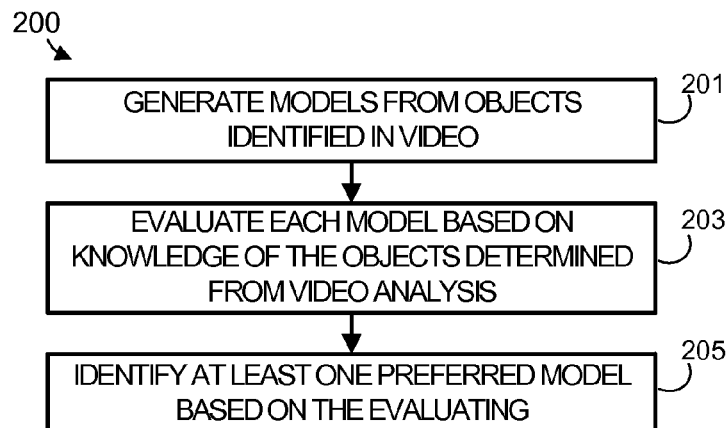 200
GENERATE MODELS FROM OBJECTS
IDENTIFIED IN VIDEO
201
EVALUATE EACH MODEL BASED ON
KNOWLEDGE OF THE OBJECTS DETERMINED
FROM VIDEO ANALYSIS
203
IDENTIFY AT LEAST ONE PREFERRED MODEL
BASED ON THE EVALUATING
205